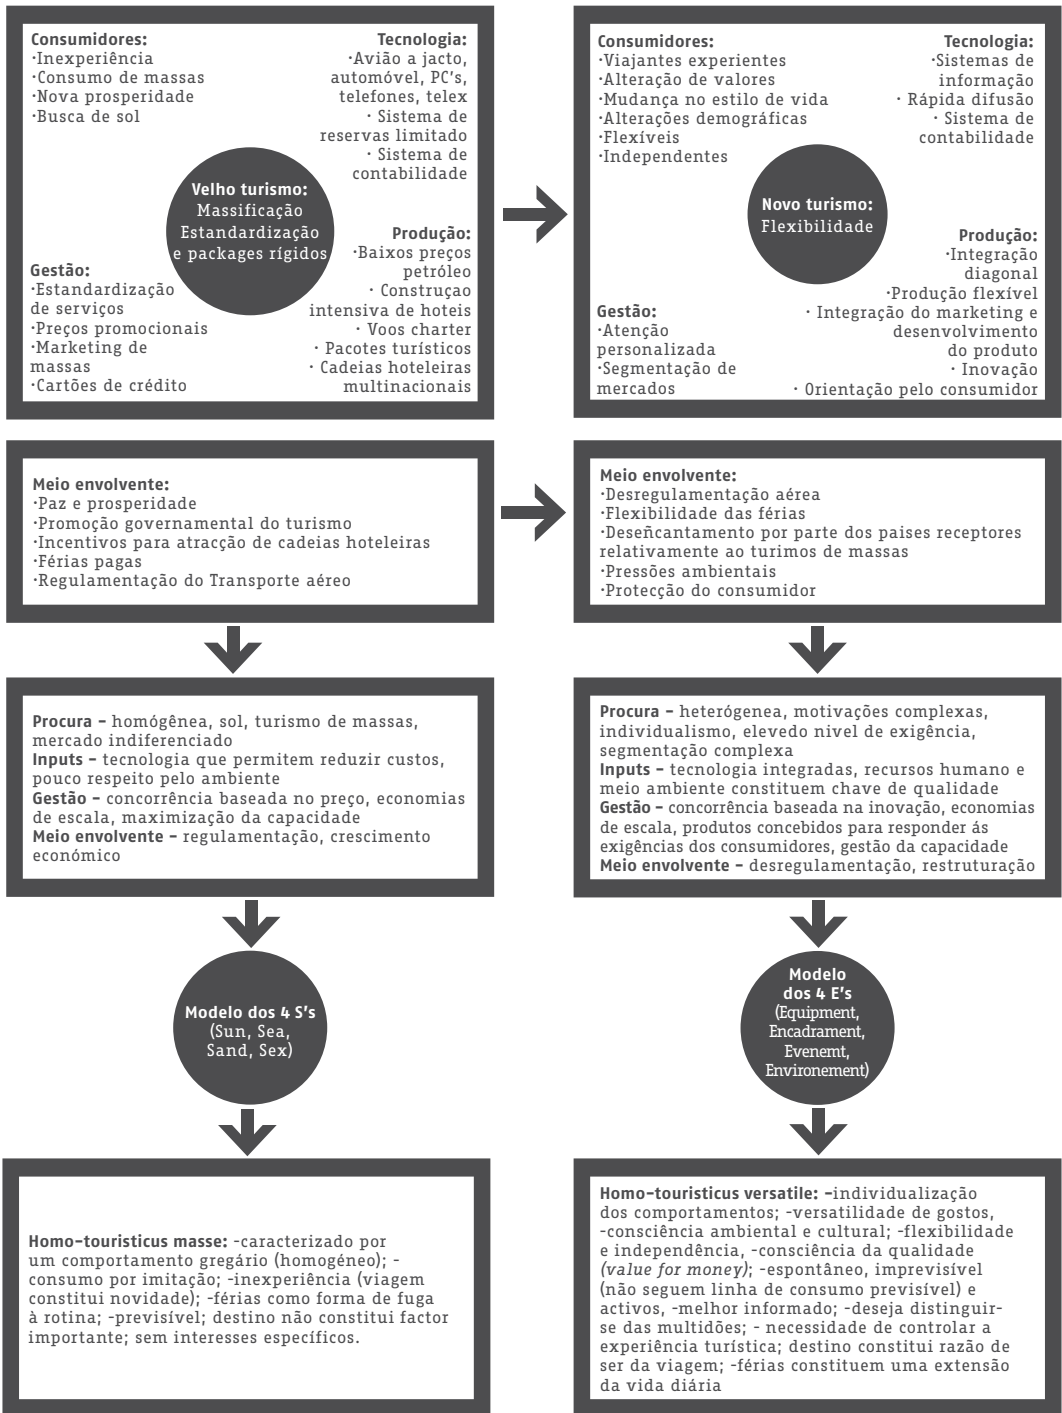 Consumidores:
·Inexperiência
·Consumo de massas
·Nova prosperidade
·Busca de sol
Tecnologia:
·Avião a jacto,
automóvel, PC's,
telefones, telex
· Sistema de
reservas limitado
· Sistema de
contabilidade
Velho turismo:
Massificação
Estandardização
e packages rígidos
Gestão:
·Estandardização
de serviços
·Preços promocionais
·Marketing de
massas
·Cartões de crédito
Produção:
·Baixos preços
petróleo
· Construçao
intensiva de hoteis
· Voos charter
· Pacotes turísticos
· Cadeias hoteleiras
multinacionais
Consumidores:
·Viajantes experientes
·Alteração de valores
·Mudança no estilo de vida
·Alterações demográficas
·Flexíveis
·Independentes
Tecnologia:
·Sistemas de
informação
· Rápida difusão
· Sistema de
contabilidade
Novo turismo:
Flexibilidade
Gestão:
·Atenção
personalizada
·Segmentação de
mercados
Produção:
·Integração
diagonal
·Produção flexível
· Integração do marketing e
desenvolvimento
do produto
· Inovação
· Orientação pelo consumidor
Meio envolvente:
·Paz e prosperidade
·Promoção governamental do turismo
·Incentivos para atracção de cadeias hoteleiras
·Férias pagas
·Regulamentação do Transporte aéreo
Meio envolvente:
·Desregulamentação aérea
·Flexibilidade das férias
·Deseñcantamento por parte dos paises receptores
relativamente ao turimos de massas
·Pressões ambientais
·Protecção do consumidor
Procura – homógênea, sol, turismo de massas,
mercado indiferenciado
Inputs – tecnologia que permitem reduzir custos,
pouco respeito pelo ambiente
Gestão – concorrência baseada no preço, economias
de escala, maximização da capacidade
Meio envolvente – regulamentação, crescimento
económico
Procura – heterógenea, motivações complexas,
individualismo, elevedo nivel de exigência,
segmentação complexa
Inputs – tecnologia integradas, recursos humano e
meio ambiente constituem chave de qualidade
Gestão – concorrência baseada na inovação, economias
de escala, produtos concebidos para responder ás
exigências dos consumidores, gestão da capacidade
Meio envolvente – desregulamentação, restruturação
Modelo dos 4 S's
(Sun, Sea,
Sand, Sex)
Modelo
dos 4 E's
(Equipment,
Encadrament,
Evenemt,
Environement)
Homo-touristicus masse: -caracterizado por
um comportamento gregário (homogéneo); -
consumo por imitação; -inexperiência (viagem
constitui novidade); -férias como forma de fuga
à rotina; -previsível; destino não constitui factor
importante; sem interesses específicos.
Homo-touristicus versatile: -individualização
dos comportamentos; -versatilidade de gostos,
-consciência ambiental e cultural; -flexibilidade
e independência, -consciência da qualidade
(value for money); -espontâneo, imprevisível
(não seguem linha de consumo previsível) e
activos, -melhor informado; -deseja distinguir-
se das multidões; - necessidade de controlar a
experiência turística; destino constitui razão de
ser da viagem; -férias constituem uma extensão
da vida diária